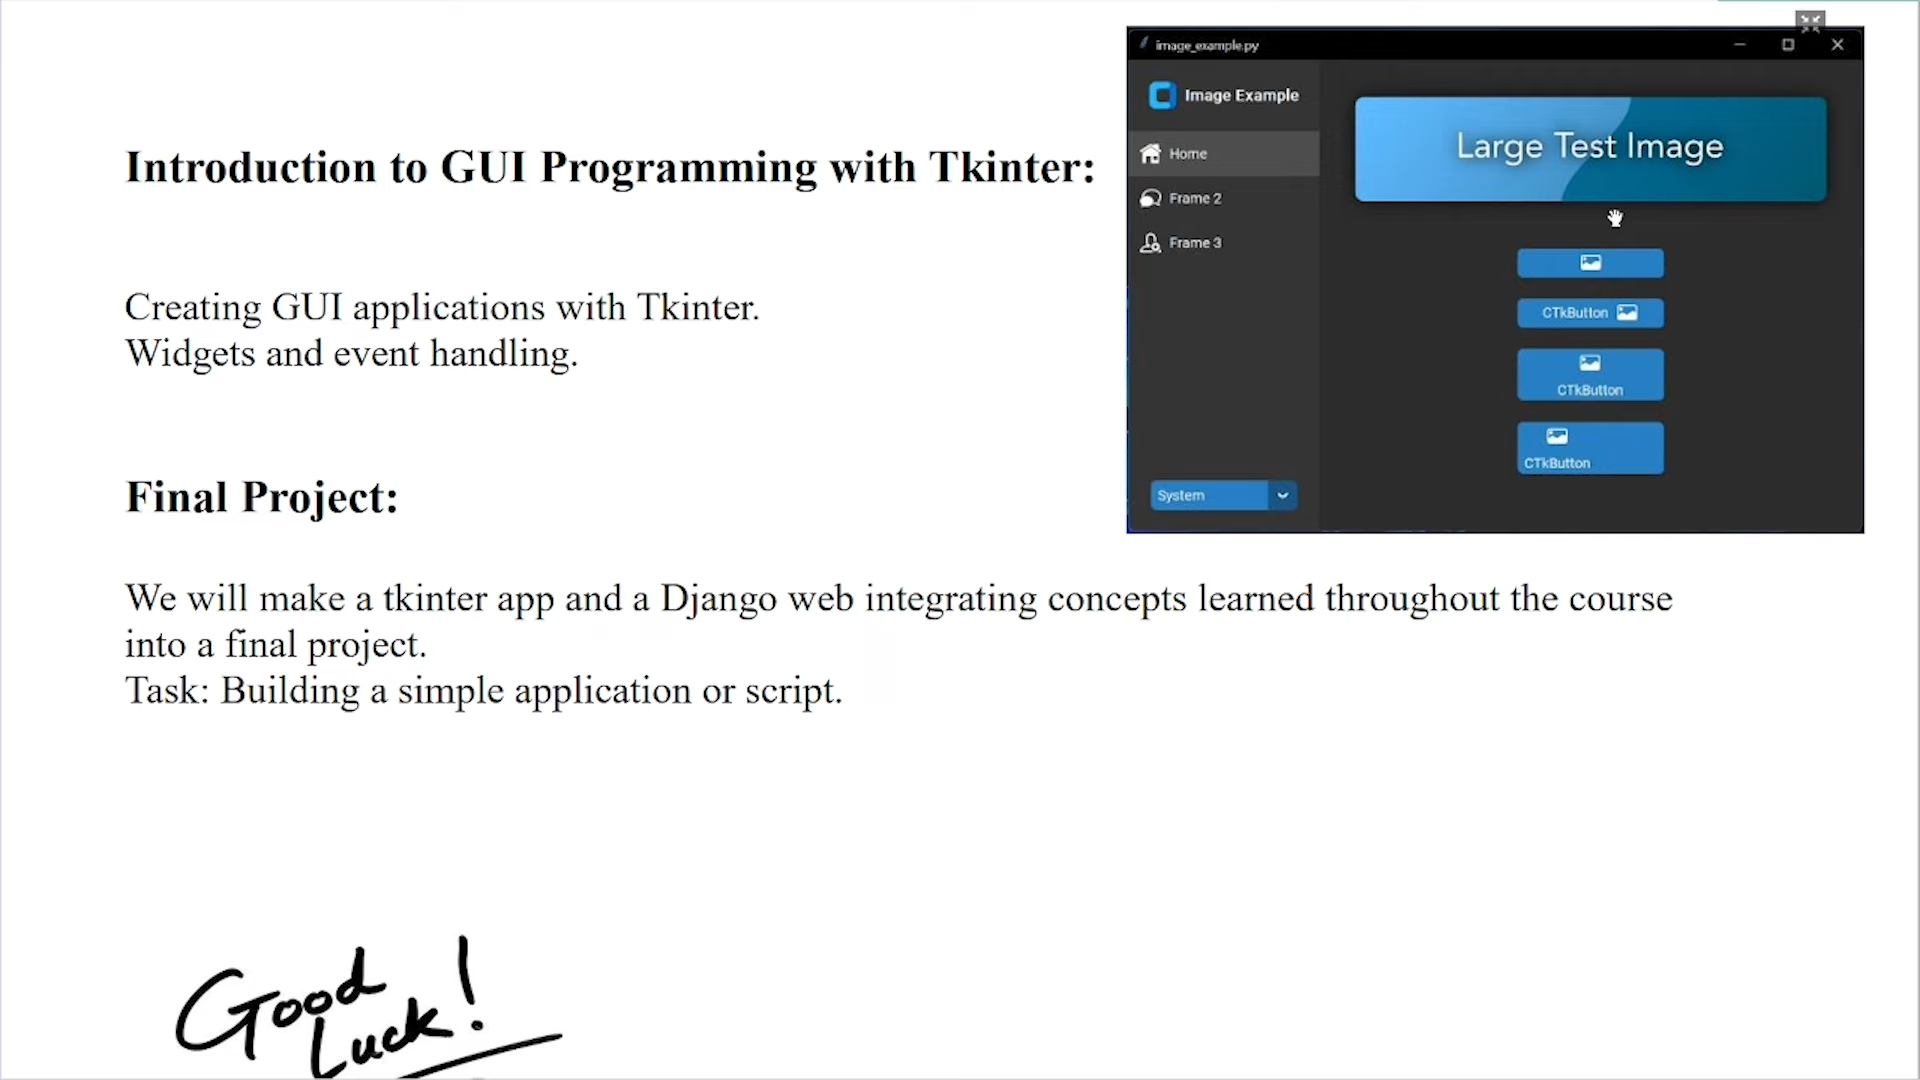 Introduction to GUI Programming with Tkinter:
Creating GUI applications with Tkinter.
Widgets and event handling.
Final Project:
We will make a tkinter app and a Django web integrating concepts learned throughout the course
into a final project.
Task: Building a simple application or script.
Good
Luck!
image_example.py
Image Example
Home
Frame 2
Frame 3
System
Large Test Image
CTkButton
CTkButton
CTkButton